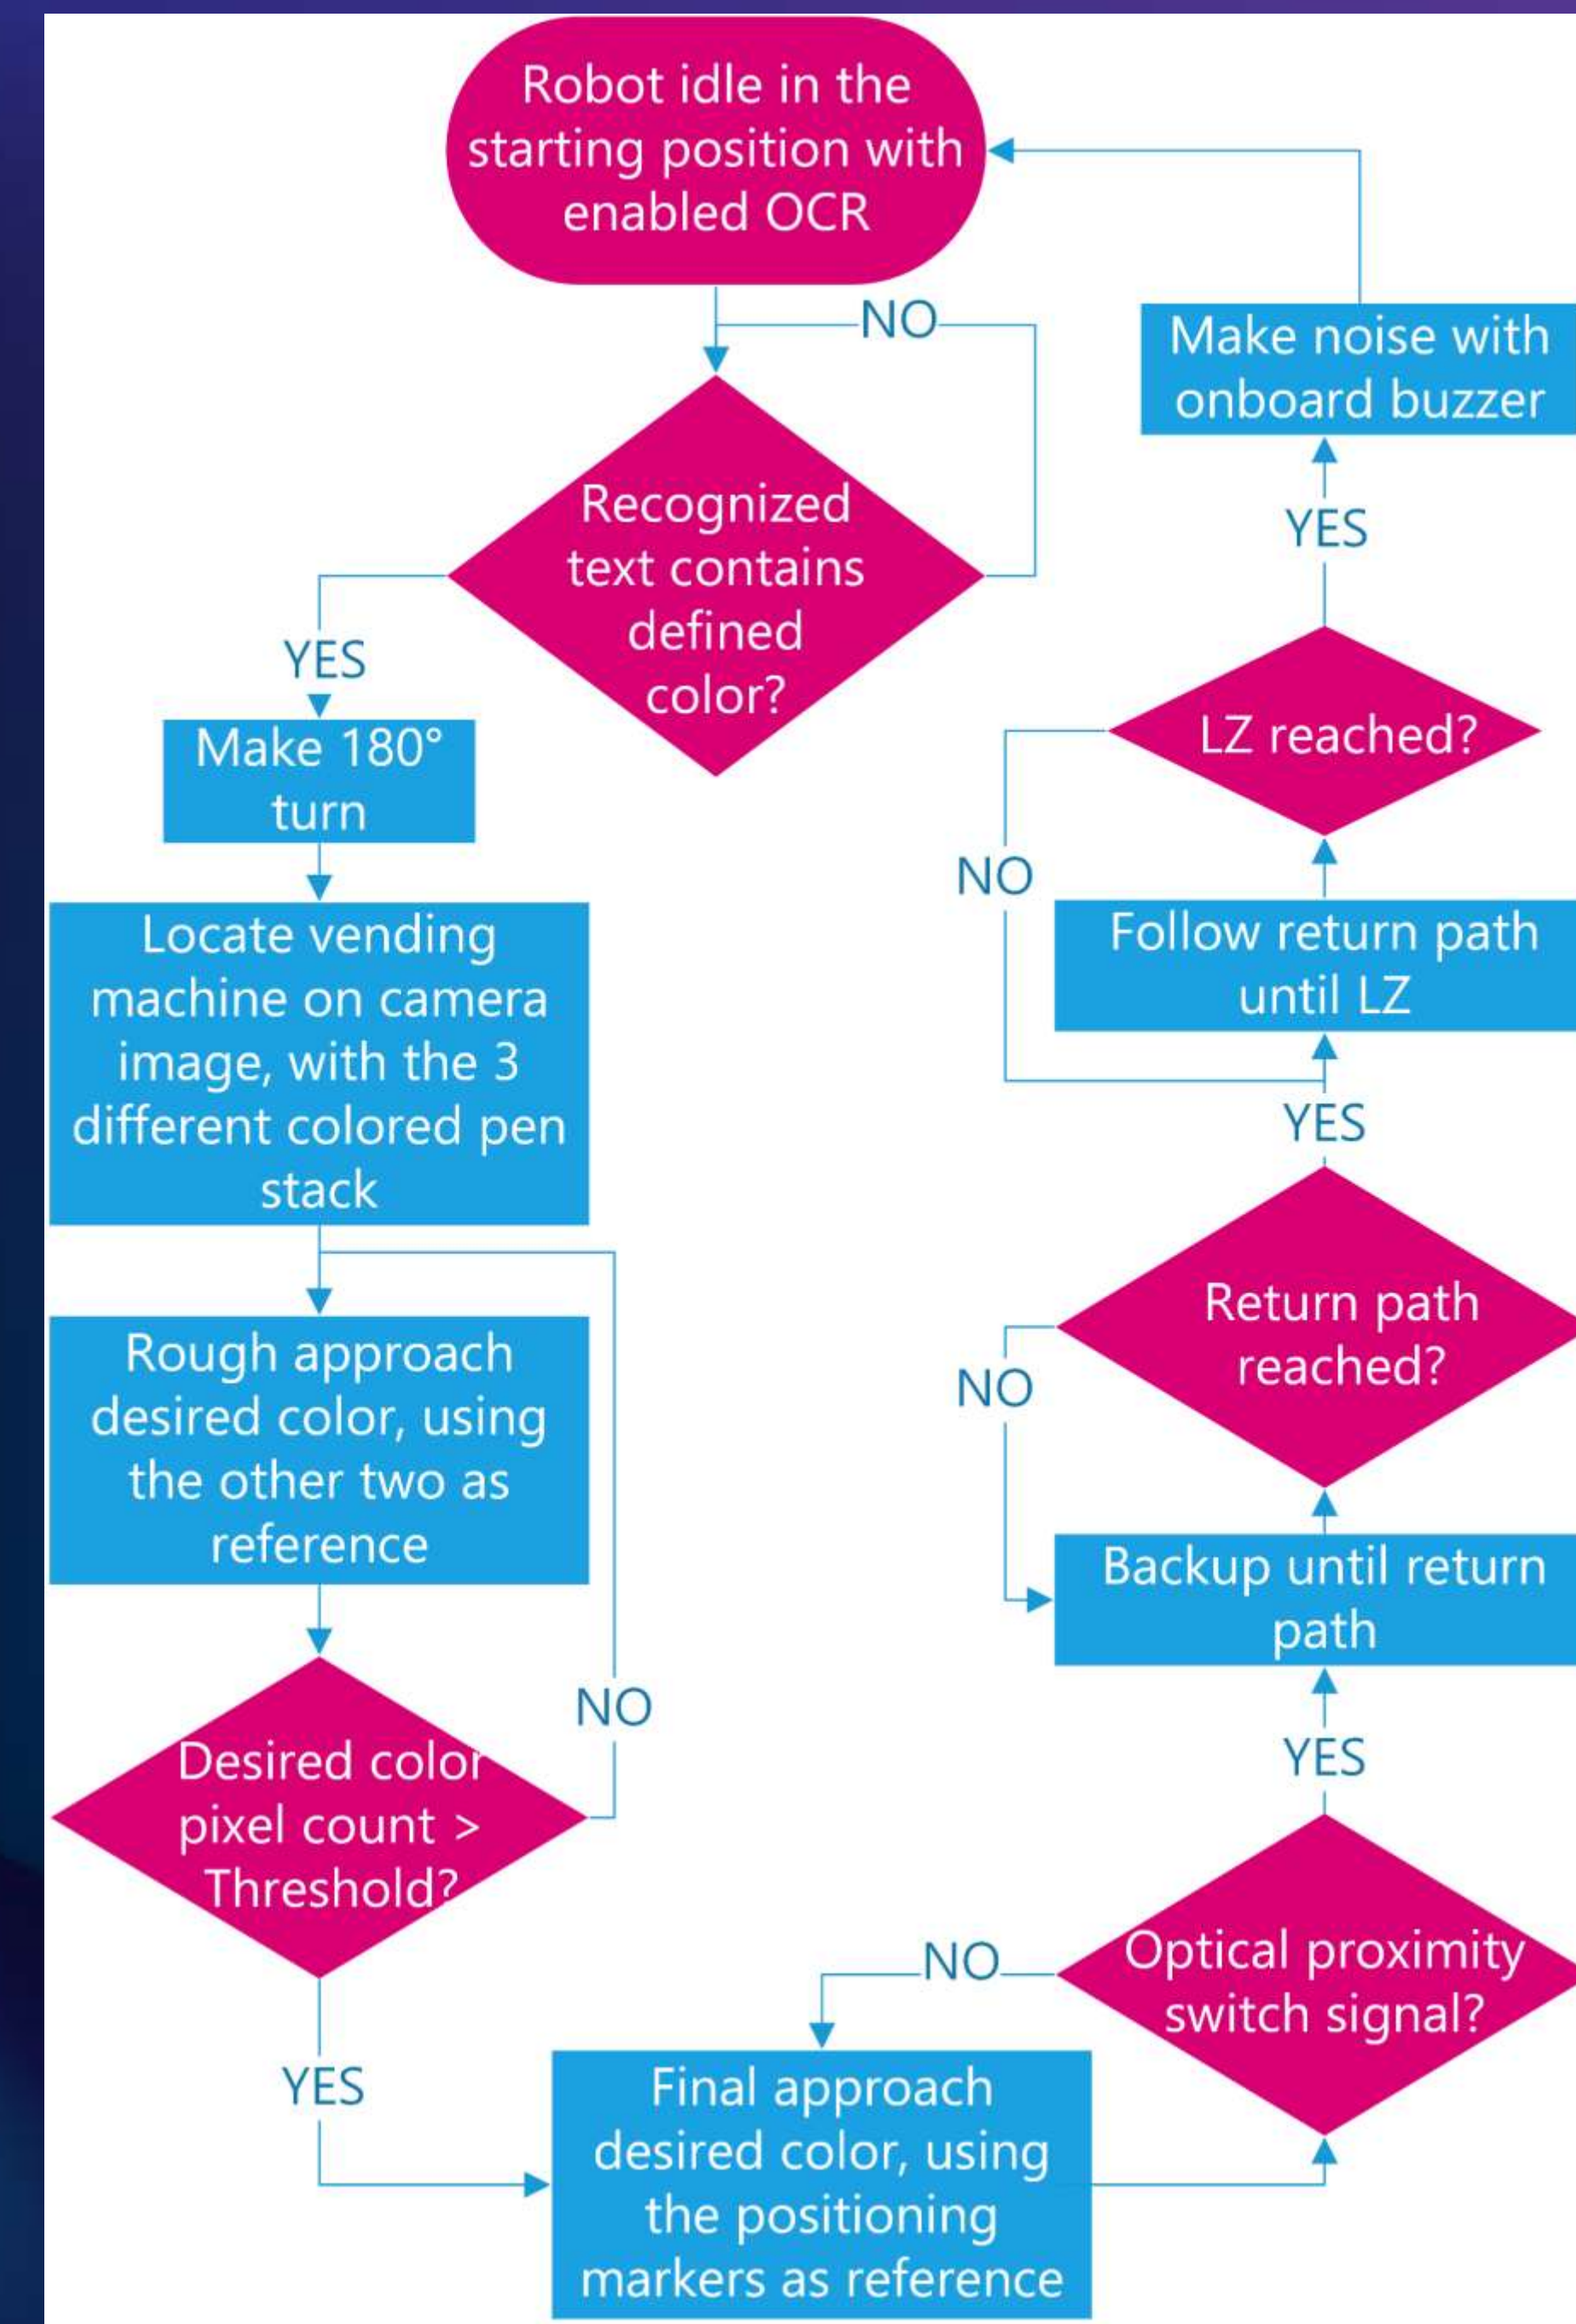 Robot idle in the
starting position with
enabled OCR
NO
Recognized
text contains
defined
color?
YES
Make 180°
turn
Locate vending
machine on camera
image, with the 3
different colored pen
stack
Rough approach
desired color, using
the other two as
reference
NO
Desired color
pixel count >
Threshold?
YES
Final approach
desired color, using
the positioning
markers as reference
NO
Optical proximity
switch signal?
YES
Backup until return
path
NO
Return path
reached?
YES
Follow return path
until LZ
NO
LZ reached?
YES
Make noise with
onboard buzzer